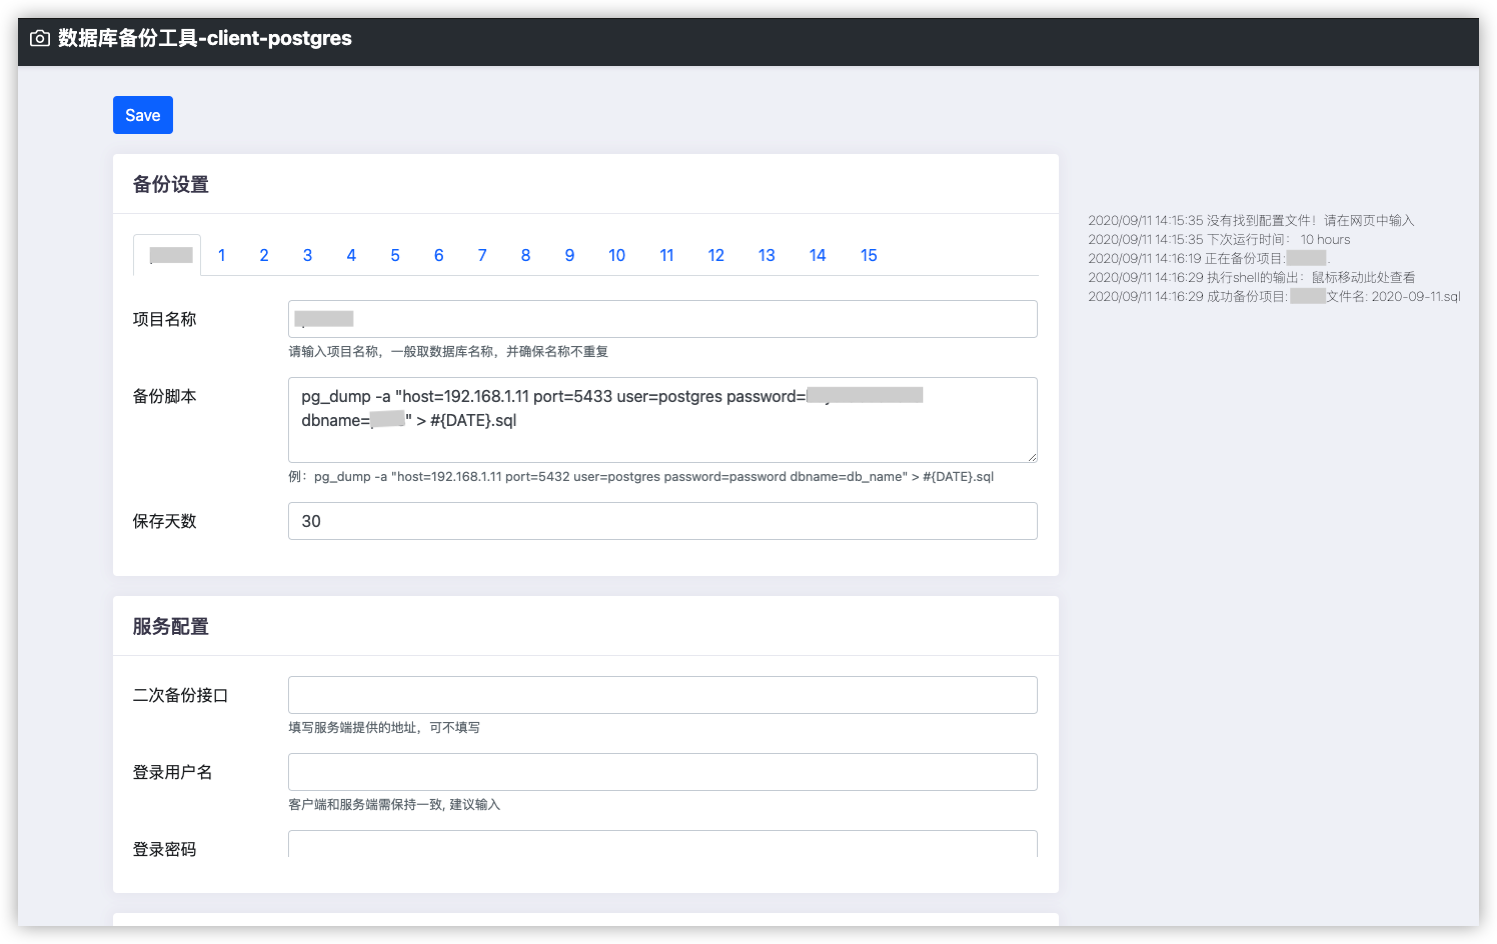 数据库备份工具-client-postgres
Save
备份设置
1 2 3 4 5 6 7 8 9 10 11 12 13 14 15
项目名称
请输入项目名称，一般取数据库名称，并确保名称不重复
备份脚本
pg_dump -a "host=192.168.1.11 port=5433 user=postgres password=
dbname= " > #{DATE}.sql
例：pg_dump -a "host=192.168.1.11 port=5432 user=postgres password=password dbname=db_name" > #{DATE}.sql
保存天数
30
服务配置
二次备份接口
填写服务端提供的地址，可不填写
登录用户名
客户端和服务端需保持一致, 建议输入
登录密码
2020/09/11 14:15:35 没有找到配置文件！请在网页中输入
2020/09/11 14:15:35 下次运行时间： 10 hours
2020/09/11 14:16:19 正在备份项目: .
2020/09/11 14:16:29 执行shell的输出：鼠标移动此处查看
2020/09/11 14:16:29 成功备份项目: 文件名: 2020-09-11.sql